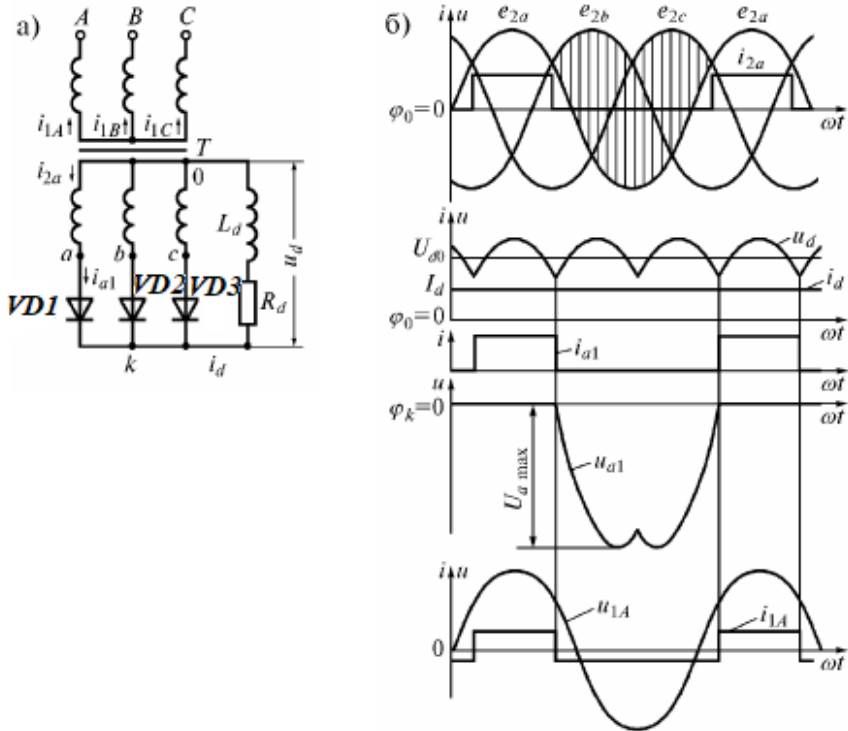 а)
A B C
i1A i1B i1C
T
i2a 0
Ld
ud
a b c
ia1
VD1 VD2 VD3
Rd
k id
б)
i u e2a e2b e2c e2a
i2a
φ0=0
ωt
i u
Ud0 ud
Id id
φ0=0
ωt
i
ia1
ωt
u
φk=0
ωt
Ua max
ua1
i u
u1A
i1A
0
ωt